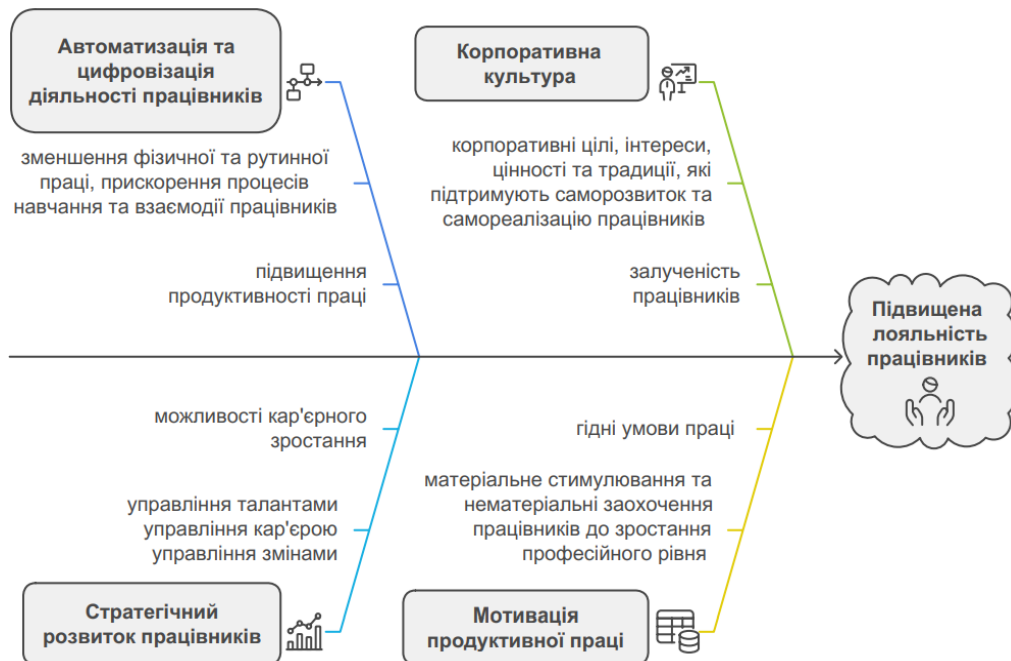 Автоматизація та
цифровізація
діяльності працівників
зменшення фізичної та рутинної
праці, прискорення процесів
навчання та взаємодії працівників
підвищення
продуктивності праці
Корпоративна
культура
корпоративні цілі, інтереси,
цінності та традиції, які
підтримують саморозвиток та
самореалізацію працівників
залученість
працівників
Підвищена
лояльність
працівників
можливості кар'єрного
зростання
управління талантами
управління кар'єрою
управління змінами
Стратегічний
розвиток працівників
гідні умови праці
матеріальне стимулювання та
нематеріальні заохочення
працівників до зростання
професійного рівня
Мотивація
продуктивної праці